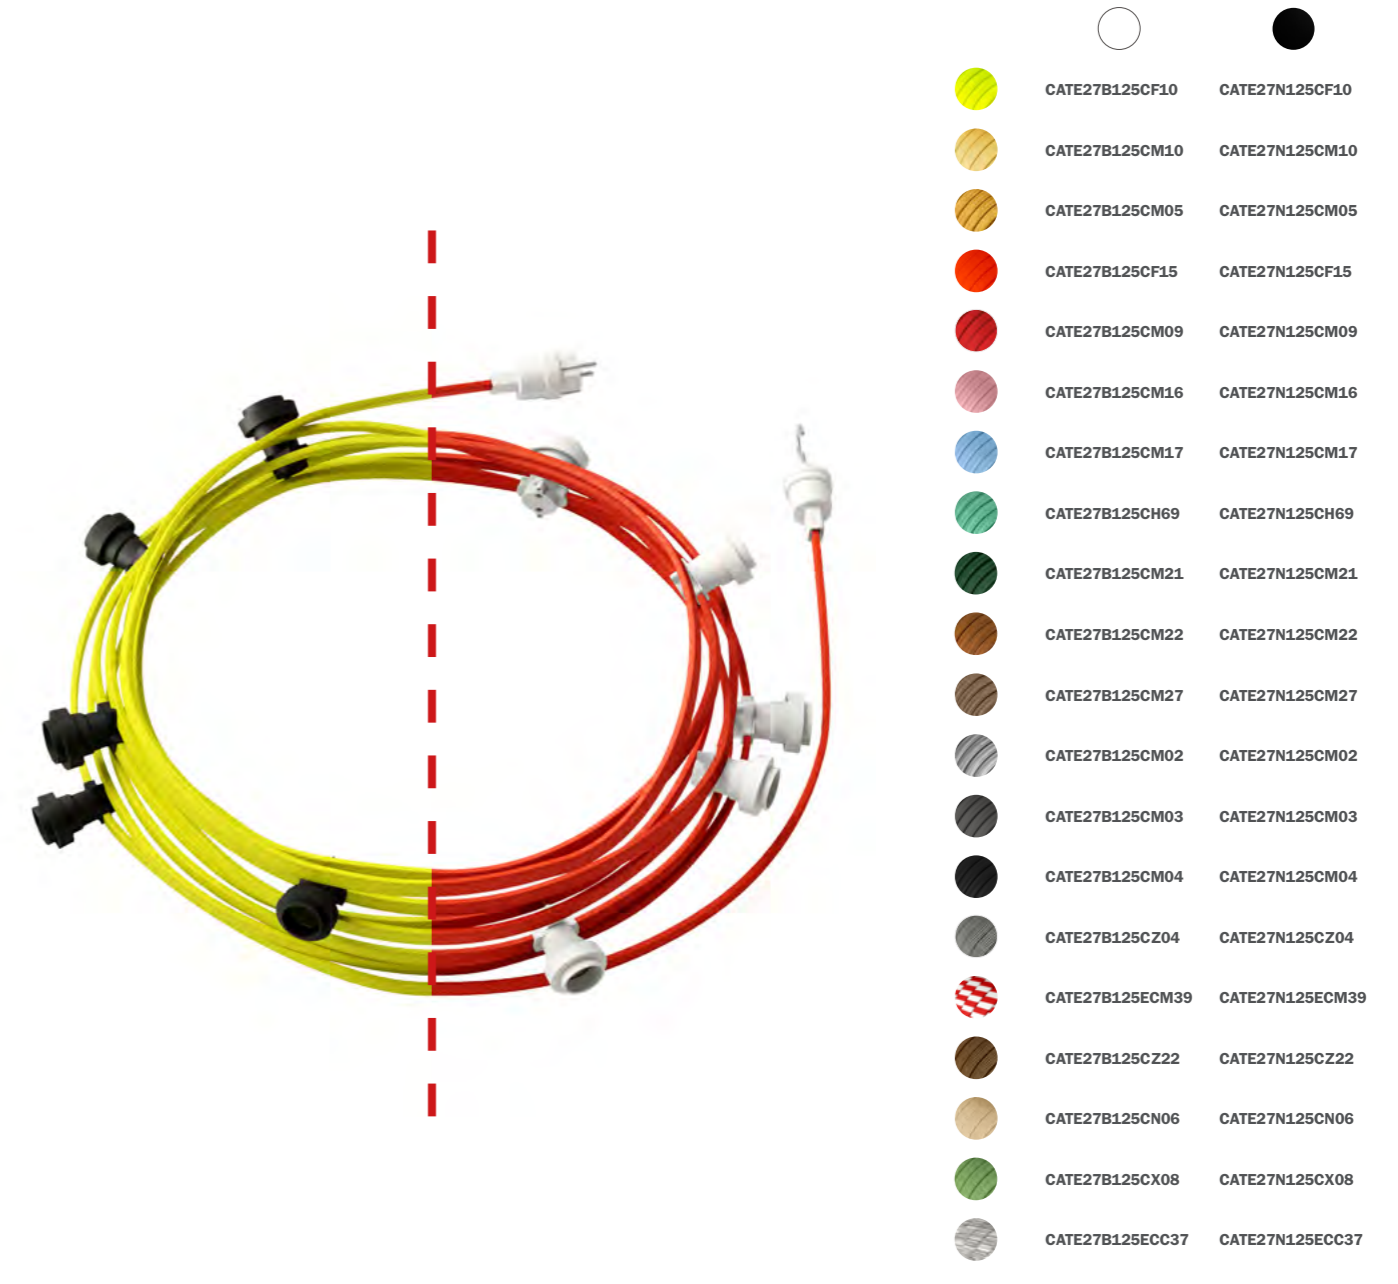 CATE27B125CF10 CATE27N125CF10
CATE27B125CM10 CATE27N125CM10
CATE27B125CM05 CATE27N125CM05
CATE27B125CF15 CATE27N125CF15
CATE27B125CM09 CATE27N125CM09
CATE27B125CM16 CATE27N125CM16
CATE27B125CM17 CATE27N125CM17
CATE27B125CH69 CATE27N125CH69
CATE27B125CM21 CATE27N125CM21
CATE27B125CM22 CATE27N125CM22
CATE27B125CM27 CATE27N125CM27
CATE27B125CM02 CATE27N125CM02
CATE27B125CM03 CATE27N125CM03
CATE27B125CM04 CATE27N125CM04
CATE27B125CZ04 CATE27N125CZ04
CATE27B125ECM39 CATE27N125ECM39
CATE27B125CZ22 CATE27N125CZ22
CATE27B125CN06 CATE27N125CN06
CATE27B125CX08 CATE27N125CX08
CATE27B125ECC37 CATE27N125ECC37